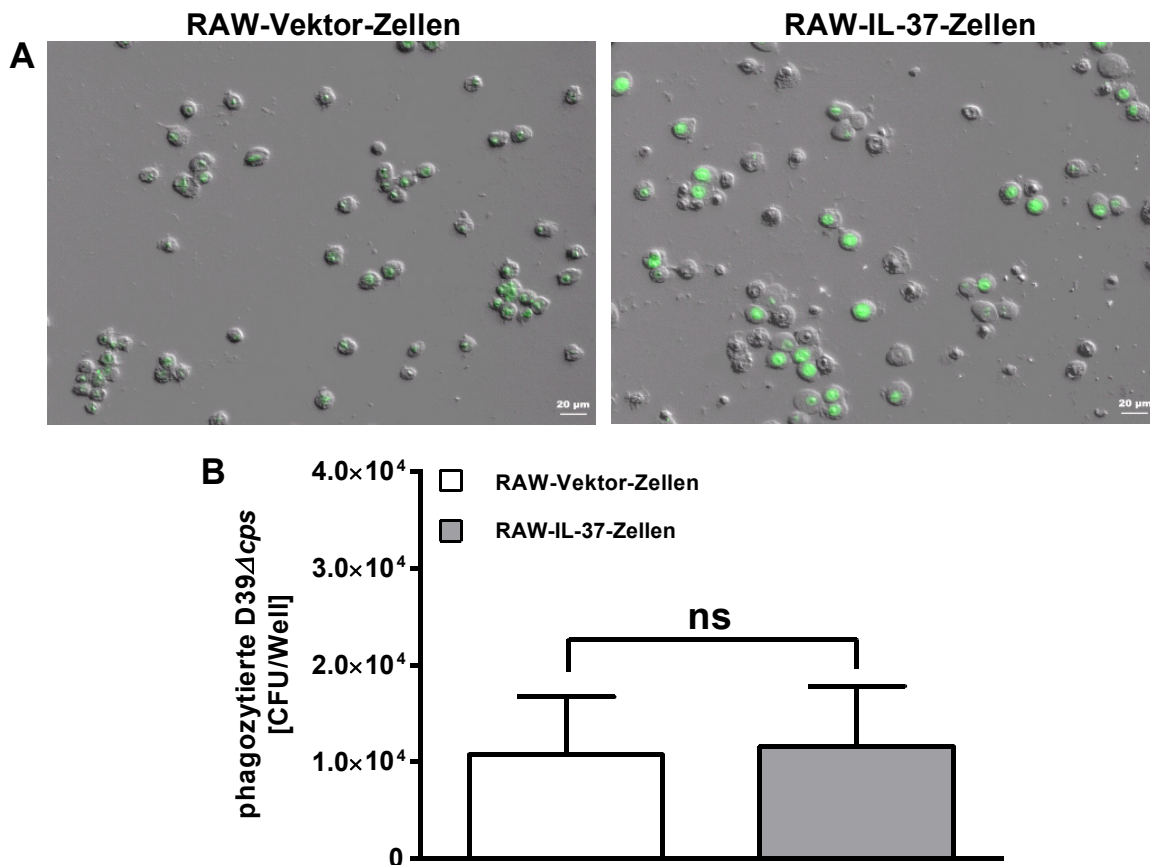 RAW-Vektor-Zellen
RAW-IL-37-Zellen
A
20 µm
20 µm
B
4.0×10⁴
3.0×10⁴
2.0×10⁴
1.0×10⁴
0
phagozytierte D39Δcps
[CFU/Well]
RAW-Vektor-Zellen
RAW-IL-37-Zellen
ns